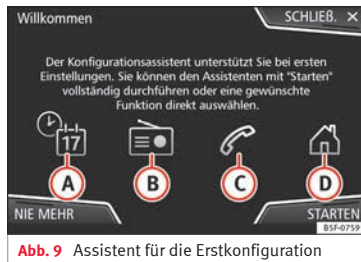 Willkommen
SCHLIEß. ×
Der Konfigurationsassistent unterstützt Sie bei ersten
Einstellungen. Sie können den Assistenten mit "Starten"
vollständig durchführen oder eine gewünschte
Funktion direkt auswählen.
17
A B C D
NIE MEHR
STARTEN
BSF-0759
Abb. 9 Assistent für die Erstkonfiguration